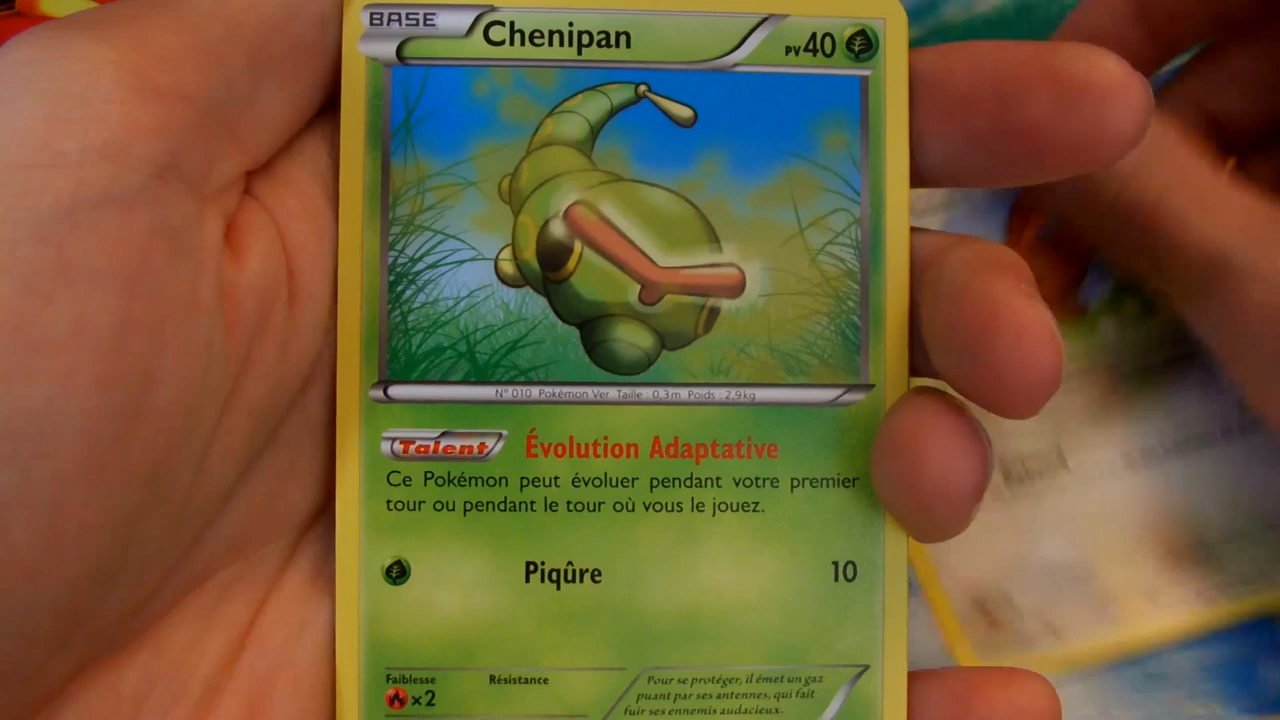 BASE
Chenipan
PV 40
N° 010 Pokémon Ver Taille : 0,3m Poids : 2,9kg
Talent Évolution Adaptative
Ce Pokémon peut évoluer pendant votre premier
tour ou pendant le tour où vous le jouez.
Piqûre 10
Faiblesse Résistance
×2
Pour se protéger, il émet un gaz
puant par ses antennes, qui fait
fuir ses ennemis audacieux.